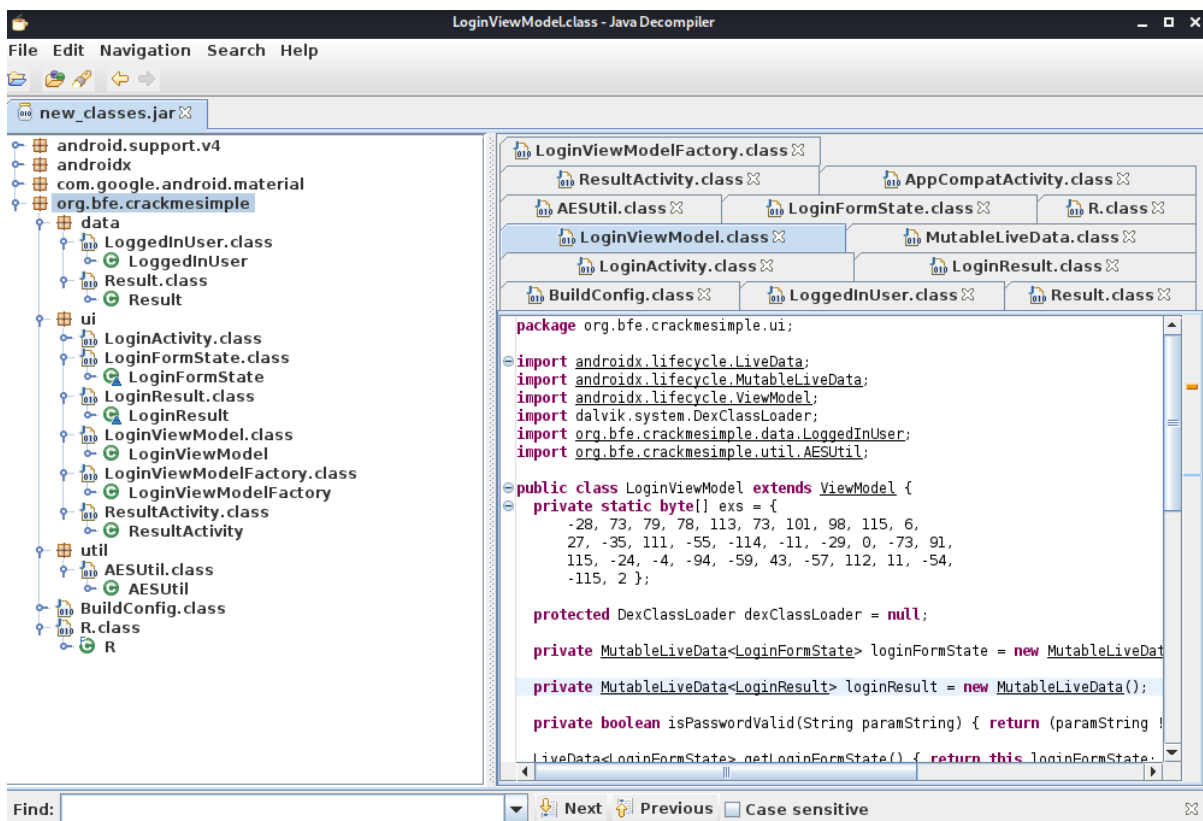 LoginViewModel.class - Java Decompiler
File Edit Navigation Search Help
new_classes.jar
android.support.v4
androidx
com.google.android.material
org.bfe.crackmesimple
data
LoggedInUser.class
LoggedInUser
Result.class
Result
ui
LoginActivity.class
LoginFormState.class
LoginFormState
LoginResult.class
LoginResult
LoginViewModel.class
LoginViewModel
LoginViewModelFactory.class
LoginViewModelFactory
ResultActivity.class
ResultActivity
util
AESUtil.class
AESUtil
BuildConfig.class
R.class
R
LoginViewModelFactory.class
ResultActivity.class AppCompatActivity.class
AESUtil.class LoginFormState.class R.class
LoginViewModel.class MutableLiveData.class
LoginActivity.class LoginResult.class
BuildConfig.class LoggedInUser.class Result.class
package org.bfe.crackmesimple.ui;
import androidx.lifecycle.LiveData;
import androidx.lifecycle.MutableLiveData;
import androidx.lifecycle.ViewModel;
import dalvik.system.DexClassLoader;
import org.bfe.crackmesimple.data.LoggedInUser;
import org.bfe.crackmesimple.util.AESUtil;
public class LoginViewModel extends ViewModel {
private static byte[] exs = {
-28, 73, 79, 78, 113, 73, 101, 98, 115, 6,
27, -35, 111, -55, -114, -11, -29, 0, -73, 91,
115, -24, -4, -94, -59, 43, -57, 112, 11, -54,
-115, 2 };
protected DexClassLoader dexClassLoader = null;
private MutableLiveData<LoginFormState> loginFormState = new MutableLiveDat
private MutableLiveData<LoginResult> loginResult = new MutableLiveData();
private boolean isPasswordValid(String paramString) { return (paramString !
LiveData<LoginFormState> getLoginFormState() { return this.loginFormState;
Find: Next Previous Case sensitive